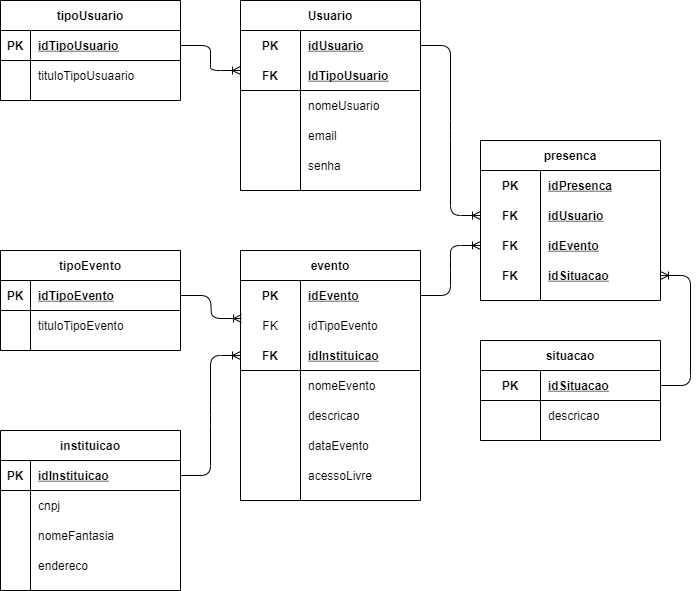 tipoUsuario
PK idTipoUsuario
tituloTipoUsuaario
Usuario
PK idUsuario
FK IdTipoUsuario
nomeUsuario
email
senha
presenca
PK idPresenca
FK idUsuario
FK idEvento
FK idSituacao
tipoEvento
PK idTipoEvento
tituloTipoEvento
evento
PK idEvento
FK idTipoEvento
FK idInstituicao
nomeEvento
descricao
dataEvento
acessoLivre
situacao
PK idSituacao
descricao
instituicao
PK idInstituicao
cnpj
nomeFantasia
endereco